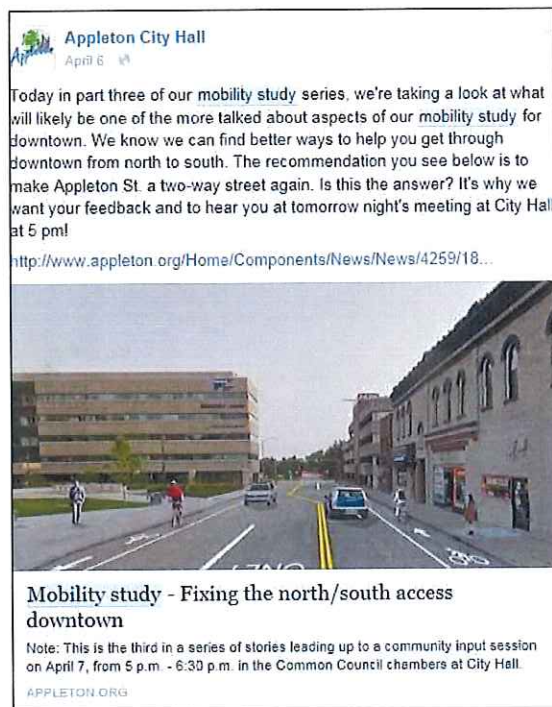 Appleton City Hall
April 6
Today in part three of our mobility study series, we're taking a look at what
will likely be one of the more talked about aspects of our mobility study for
downtown. We know we can find better ways to help you get through
downtown from north to south. The recommendation you see below is to
make Appleton St. a two-way street again. Is this the answer? It's why we
want your feedback and to hear you at tomorrow night's meeting at City Hall
at 5 pm!
http://www.appleton.org/Home/Components/News/News/4259/18...
Mobility study - Fixing the north/south access
downtown
Note: This is the third in a series of stories leading up to a community input session
on April 7, from 5 p.m. - 6:30 p.m. in the Common Council chambers at City Hall.
APPLETON.ORG